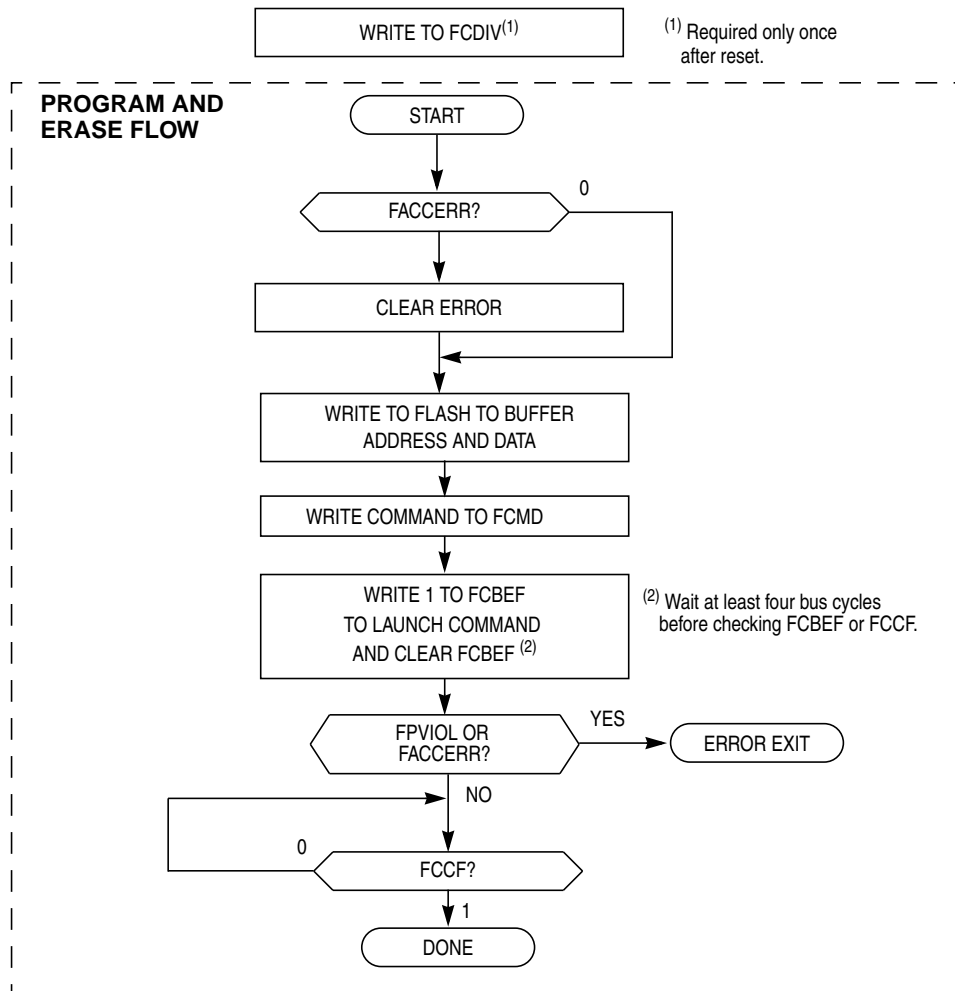 WRITE TO FCDIV(1)
(1) Required only once
after reset.
PROGRAM AND
ERASE FLOW
START
FACCERR?
0
CLEAR ERROR
WRITE TO FLASH TO BUFFER
ADDRESS AND DATA
WRITE COMMAND TO FCMD
WRITE 1 TO FCBEF
TO LAUNCH COMMAND
AND CLEAR FCBEF (2)
(2) Wait at least four bus cycles
before checking FCBEF or FCCF.
FPVIOL OR
FACCERR?
YES
ERROR EXIT
NO
0
FCCF?
1
DONE